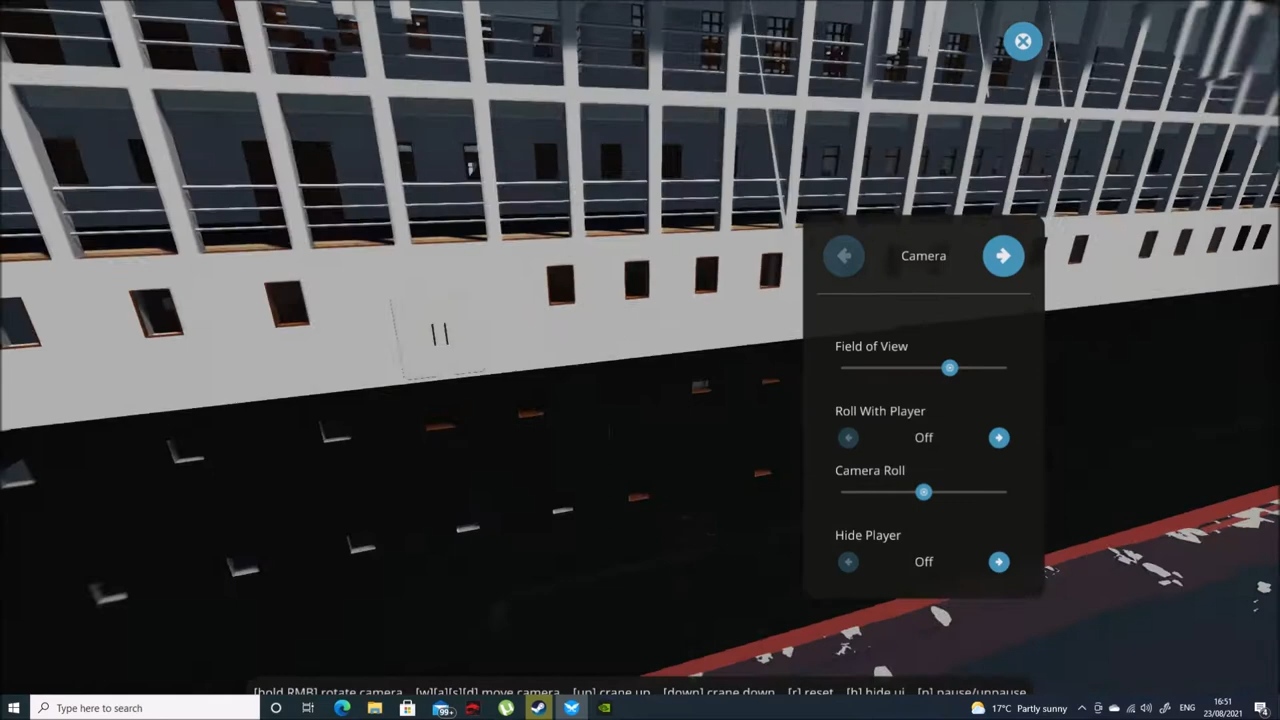 Camera
Field of View
Roll With Player
Off
Camera Roll
Hide Player
Off
[hold RMB] rotate camera [w][a][s][d] move camera [up] crane up [down] crane down [r] reset [h] hide ui [p] pause/unpause
Type here to search
99+
17°C Partly sunny
ENG
16:51
23/08/2021
4